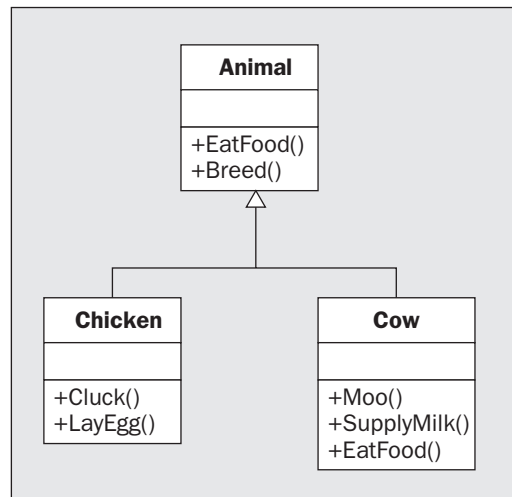 Animal
+EatFood()
+Breed()
Chicken
+Cluck()
+LayEgg()
Cow
+Moo()
+SupplyMilk()
+EatFood()